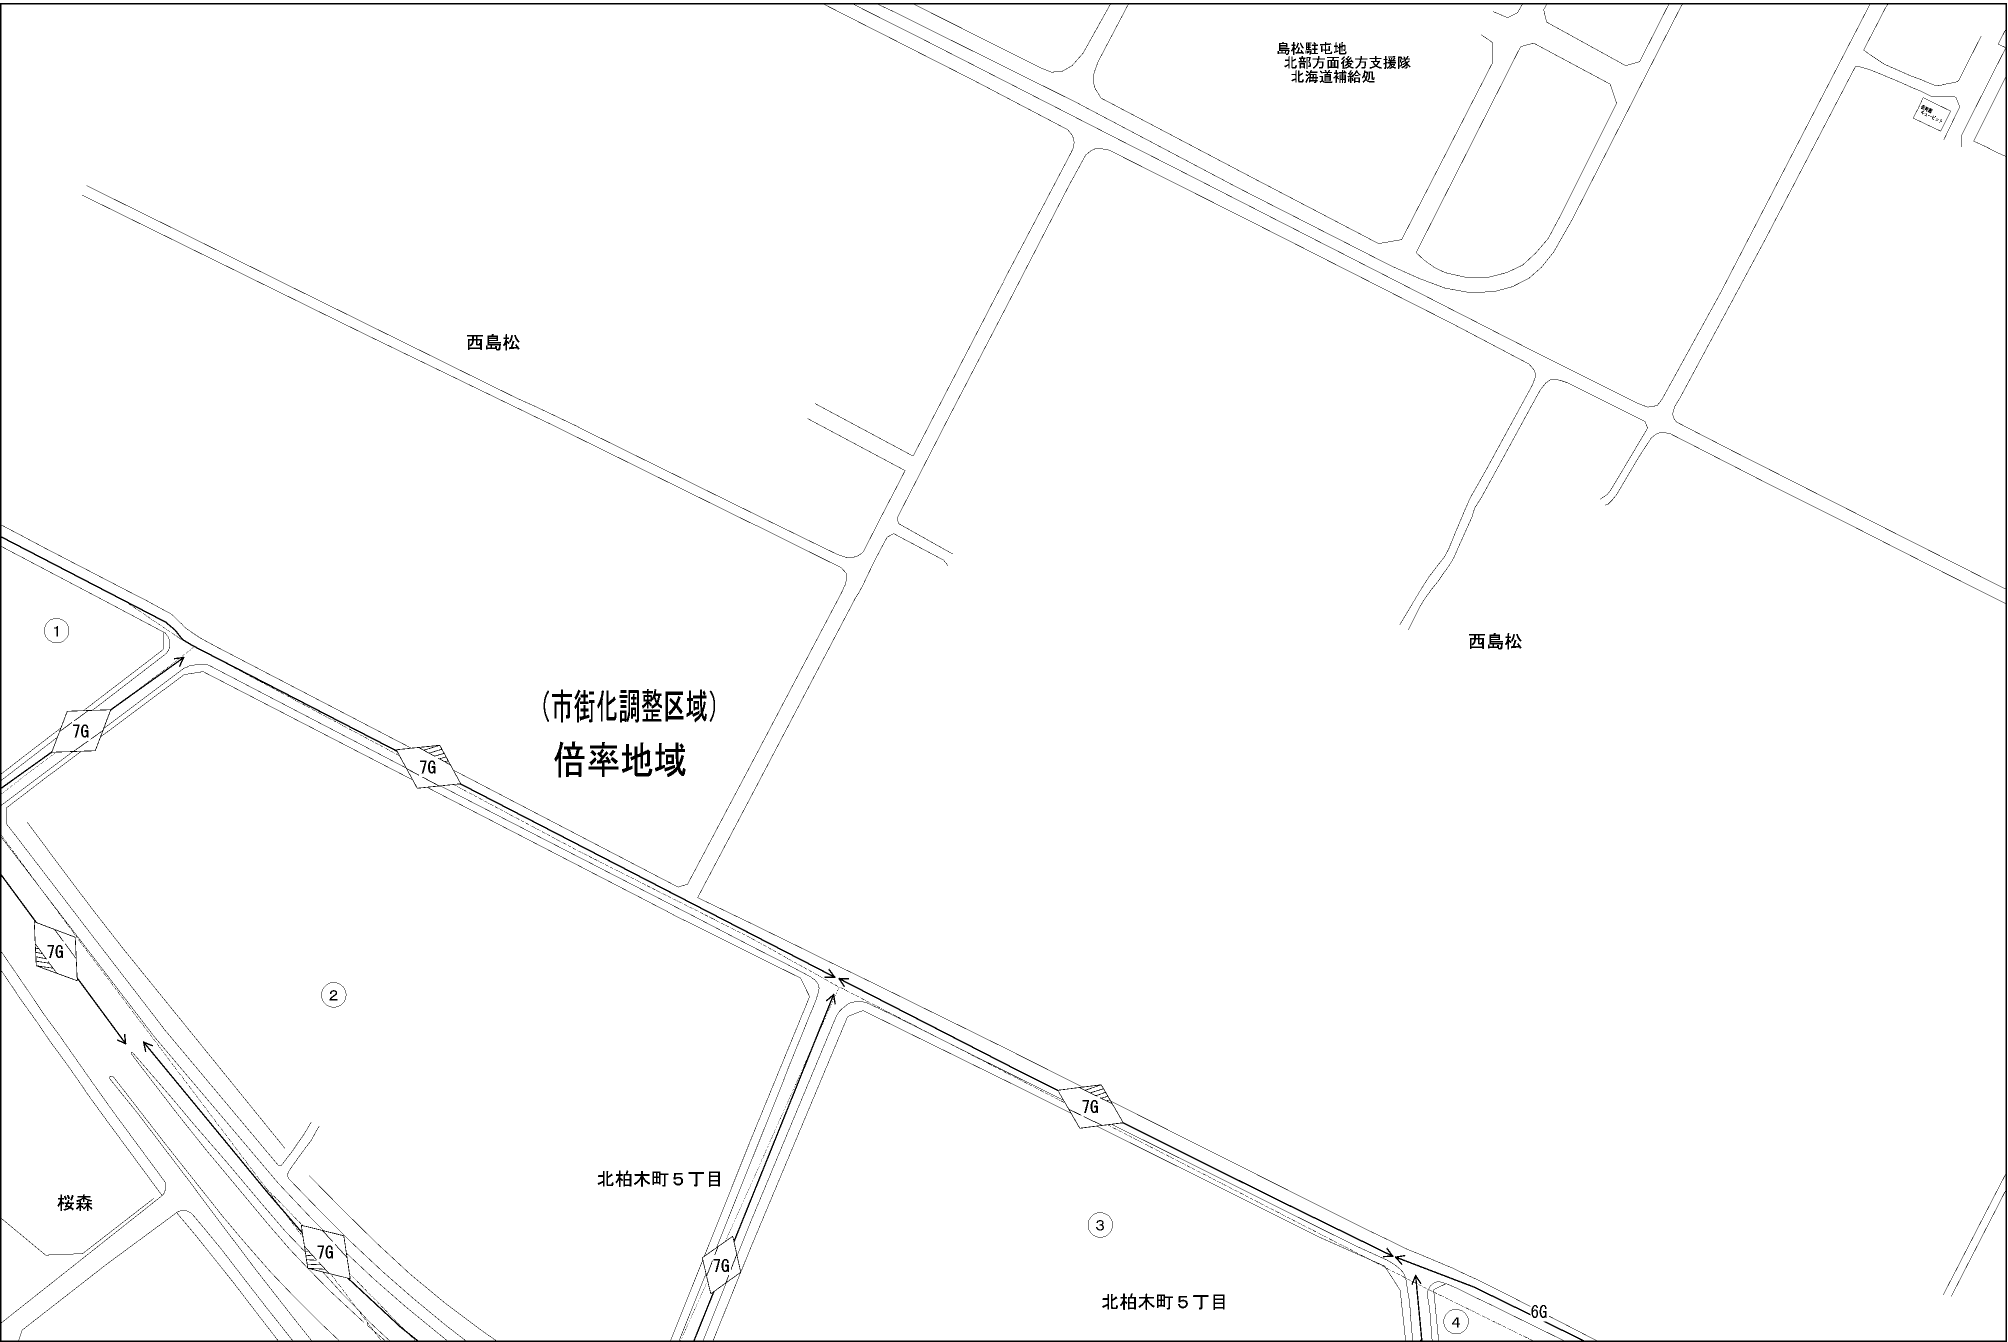 島松駐屯地
北部方面後方支援隊
北海道補給処
西島松
西島松
1
(市街化調整区域)
倍率地域
7G
7G
7G
2
7G
北柏木町5丁目
桜森
3
7G
7G
北柏木町5丁目
6G
4